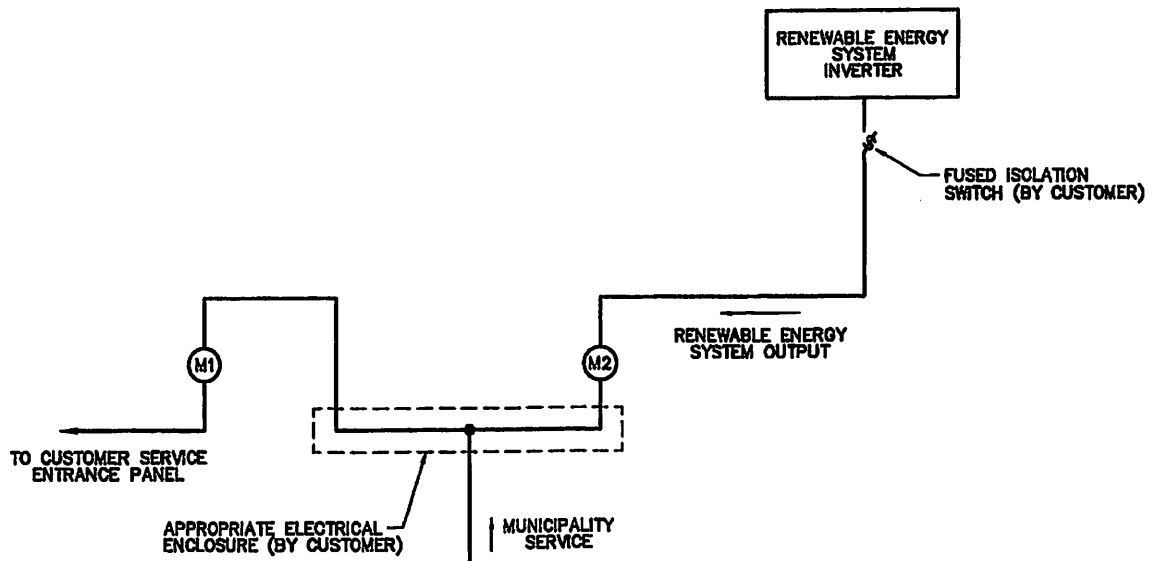 RENEWABLE ENERGY
SYSTEM
INVERTER
FUSED ISOLATION
SWITCH (BY CUSTOMER)
RENEWABLE ENERGY
SYSTEM OUTPUT
M1
M2
TO CUSTOMER SERVICE
ENTRANCE PANEL
APPROPRIATE ELECTRICAL
ENCLOSURE (BY CUSTOMER)
MUNICIPALITY
SERVICE